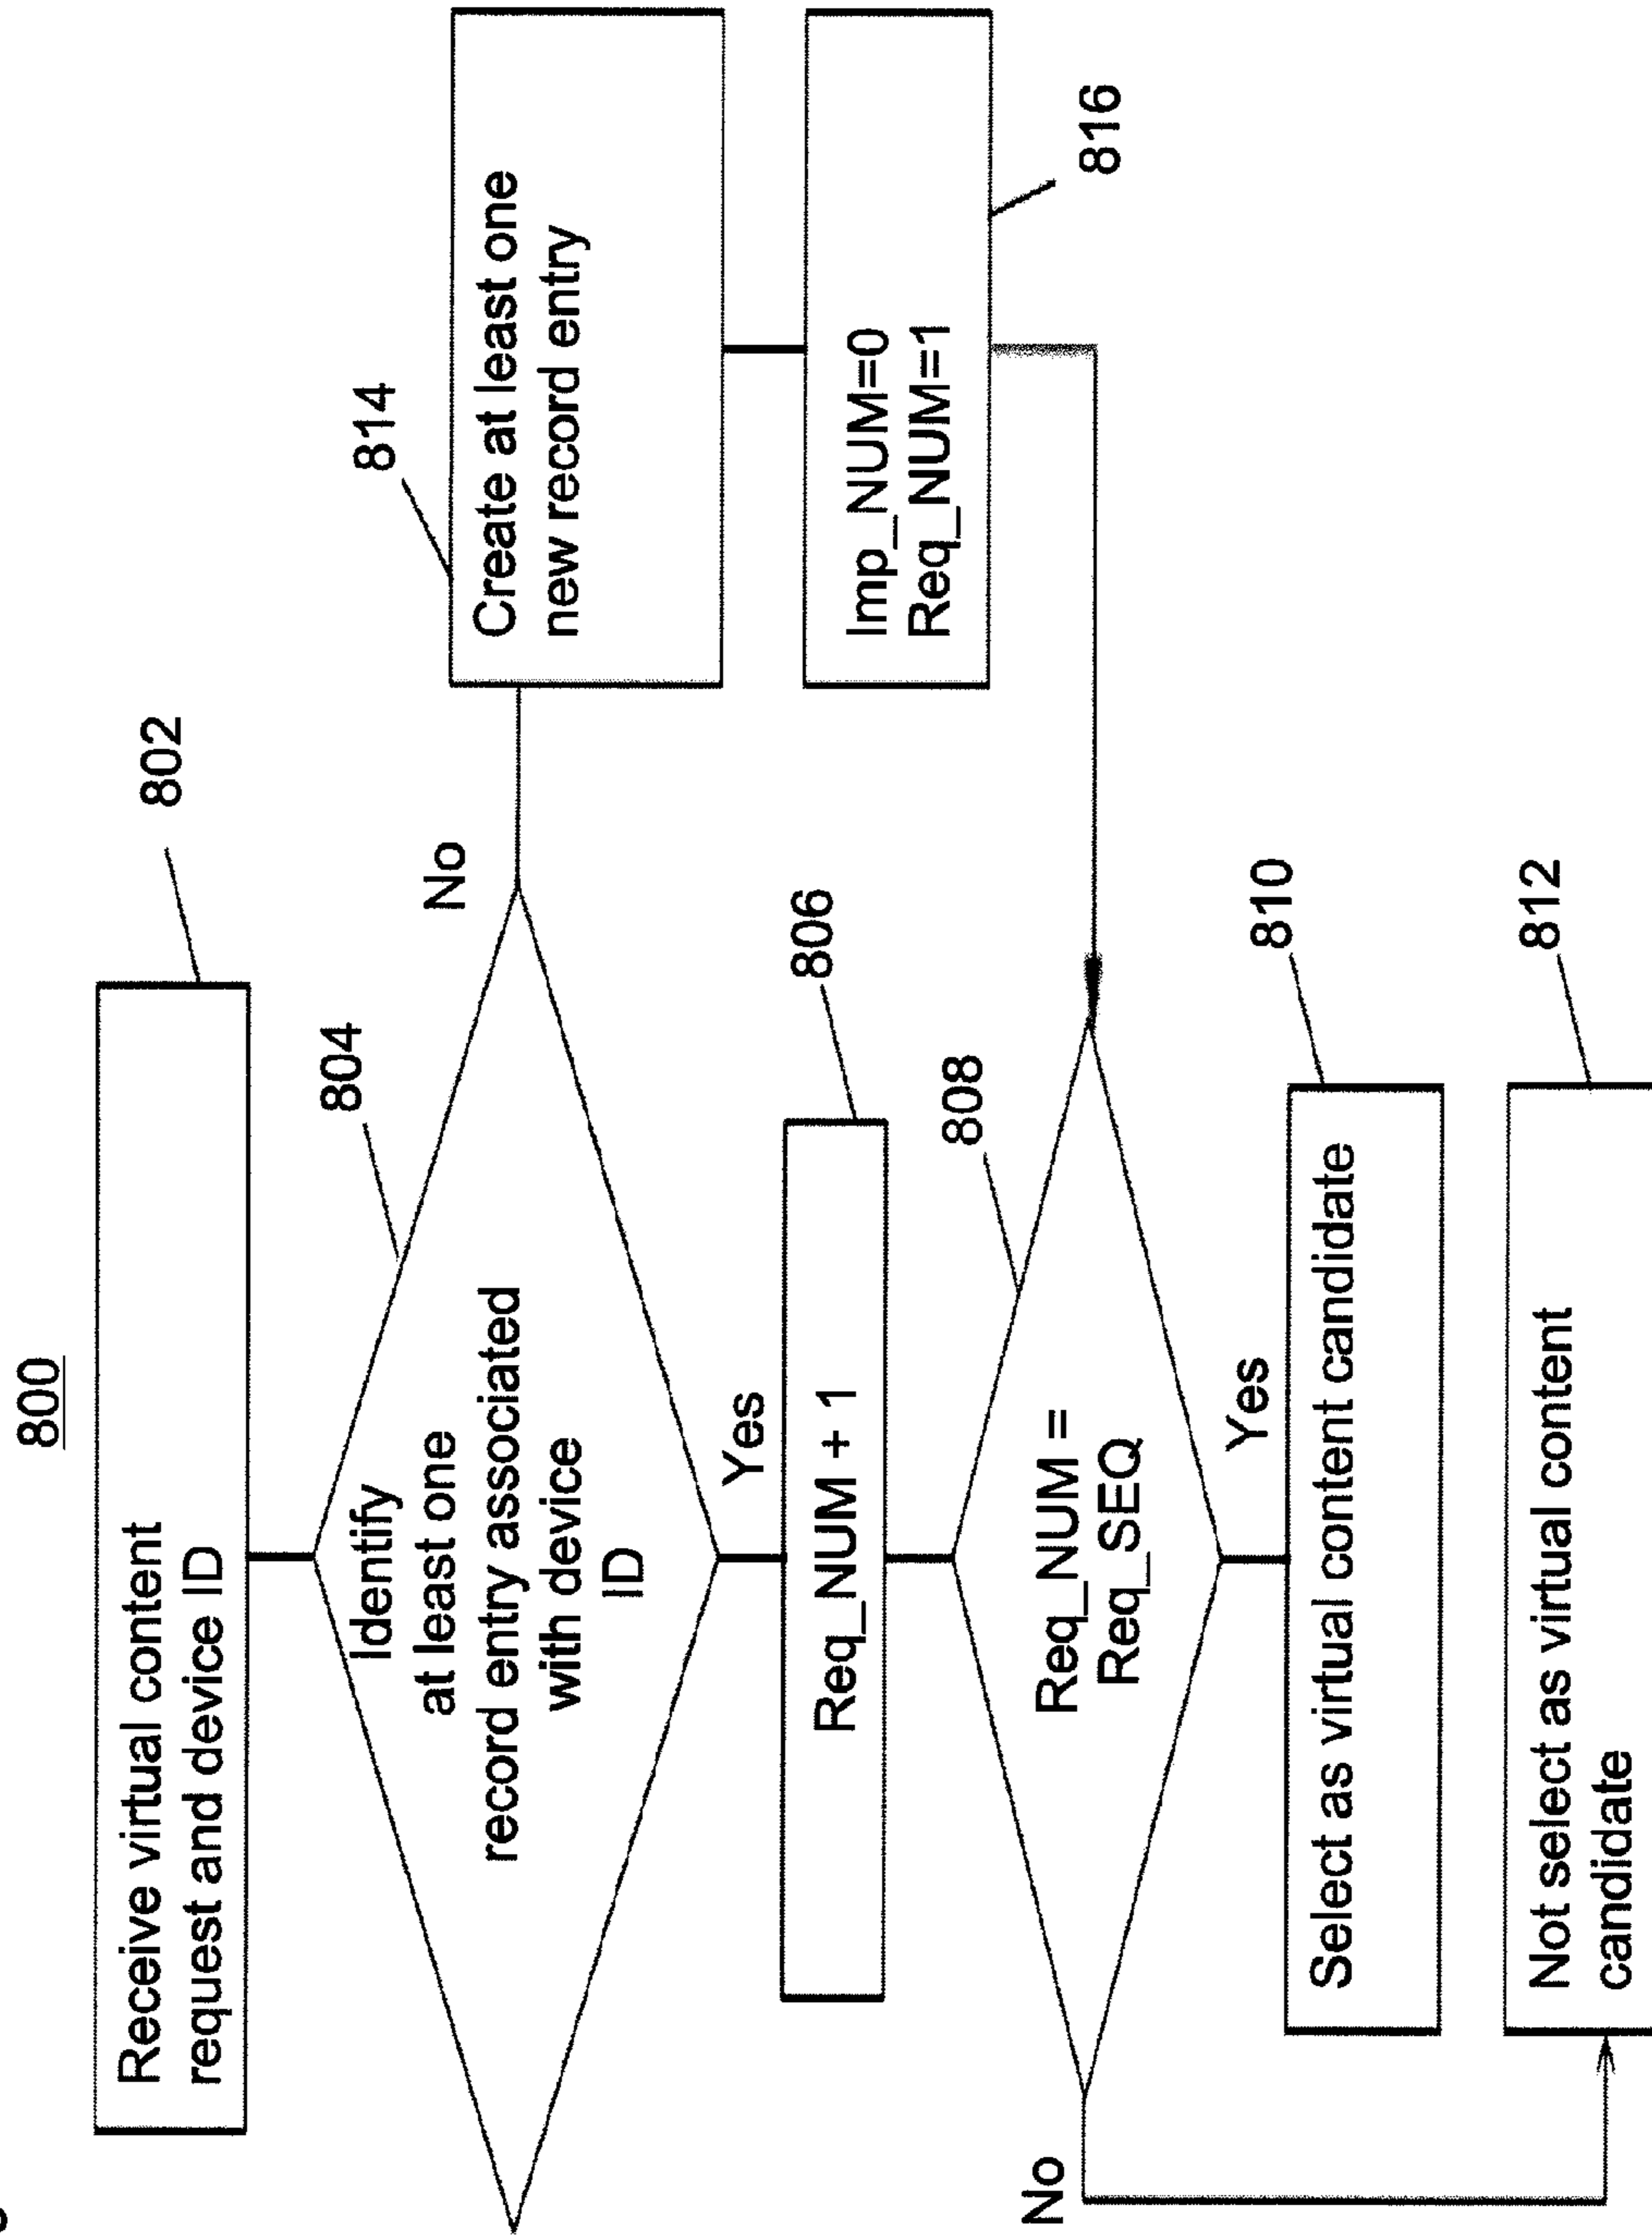 800
Receive virtual content
request and device ID
802
804
Identify
at least one
record entry associated
with device
ID
No
814
Create at least one
new record entry
Yes
806
Req_NUM + 1
Imp_NUM=0
Req_NUM=1
816
808
Req_NUM =
Req_SEQ
Yes
No
810
Select as virtual content candidate
812
Not select as virtual content
candidate